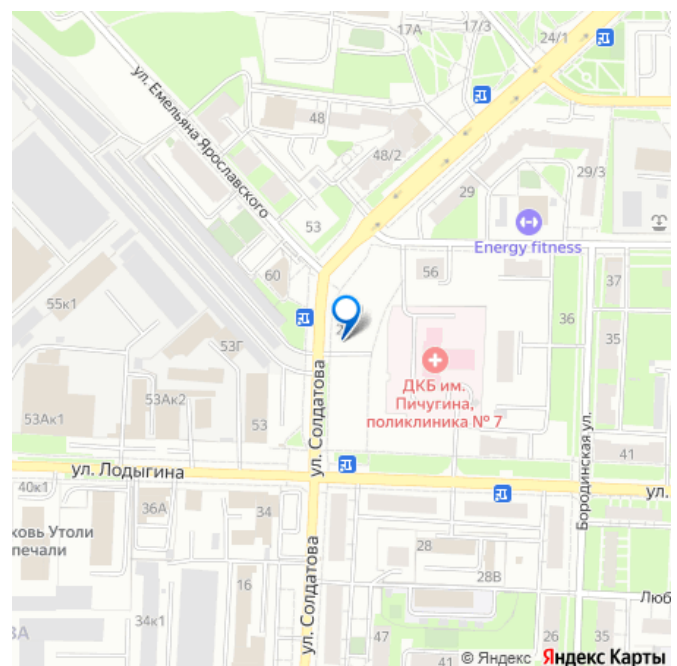 17А
17/3
24/1
ул. Емельяна Ярославского
48
48/2
29
29/3
53
Energy fitness
60
56
37
55к1
36
35
53Г
ДКБ им.
Пичугина,
поликлиника № 7
53Ак1
53Ак2
53
ул. Солдатова
Бородинская ул.
41
ул. Лодыгина
ул.
40к1
36А
34
ковь Утоли
печали
28
16
28В
ул. Солдатова
Люб
34к1
47
41
26
35
© Яндекс Яндекс Карты